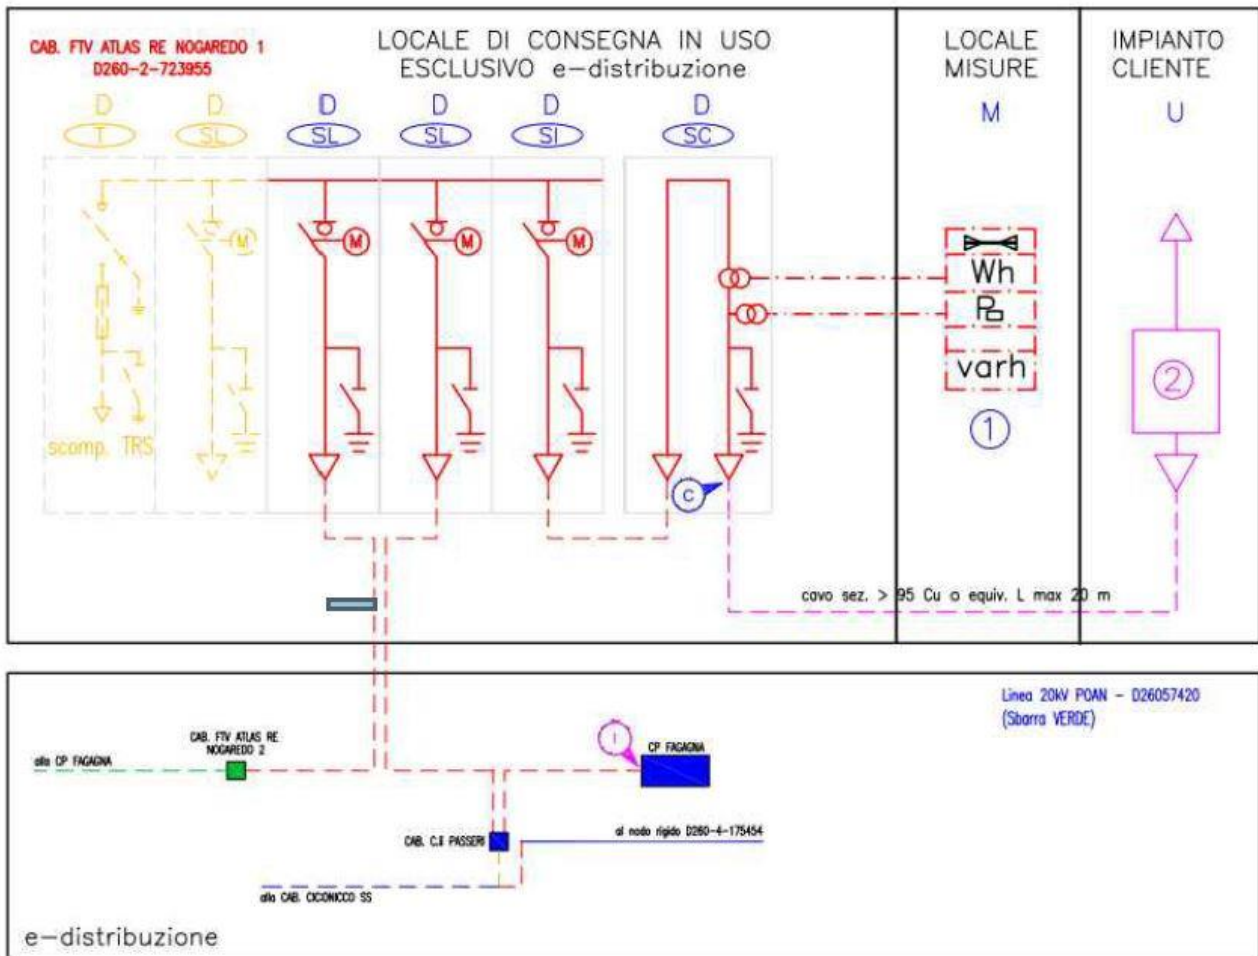 CAB. FTV ATLAS RE NOGAREDO 1
D260-2-723955
LOCALE DI CONSEGNA IN USO
ESCLUSIVO e-distribuzione
LOCALE
MISURE
IMPIANTO
CLIENTE
D D D D D D M U
T SL SL SL SI SC
M M M M
Wh
varh
scomp. TRS
1
2
C
cavo sez. > 95 Cu o equiv. L max 20 m
Linea 20kV POAN - D26057420
(Sbarra VERDE)
CAB. FTV ATLAS RE
NOGAREDO 2
alla CP FAGAGNA
I
CP FAGAGNA
al nodo rigido D260-4-175454
CAB. C.II PASSERI
alla CAB. CICONICCO SS
e-distribuzione